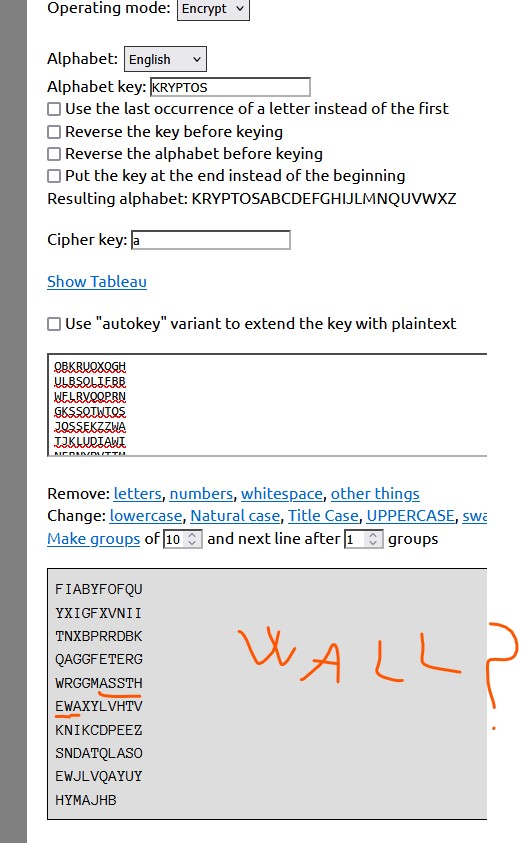 Operating mode: Encrypt
Alphabet: English
Alphabet key: KRYPTOS
Use the last occurrence of a letter instead of the first
Reverse the key before keying
Reverse the alphabet before keying
Put the key at the end instead of the beginning
Resulting alphabet: KRYPTOSABCDEFGHIJLMNQUVWXZ
Cipher key: a
Show Tableau
Use "autokey" variant to extend the key with plaintext
OBKRUOXOGH
ULBSOLIFBB
WFLRVQQPRN
GKSSOTWTQS
JQSSEKZZWA
TJKLUDIAWI
Remove: letters, numbers, whitespace, other things
Change: lowercase, Natural case, Title Case, UPPERCASE, swa
Make groups of 10 and next line after 1 groups
FIABYFOFQU
YXIGFXVNII
TNXBPRRDBK
QAGGFETERG
WRGGMASSTH
EWAXYLVHTV
KNIKCDPEEZ
SNDATQLASO
EWJLVQAYUY
HYMAJHB
WALL?